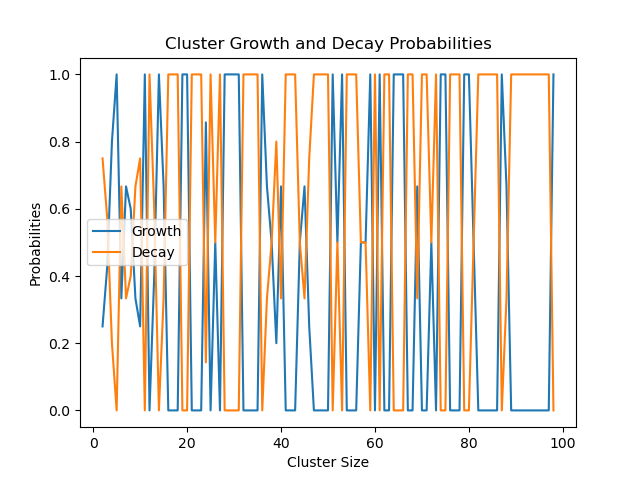 Cluster Growth and Decay Probabilities
1.0
0.8
0.6
0.4
0.2
0.0
Probabilities
Growth
Decay
0 20 40 60 80 100
Cluster Size